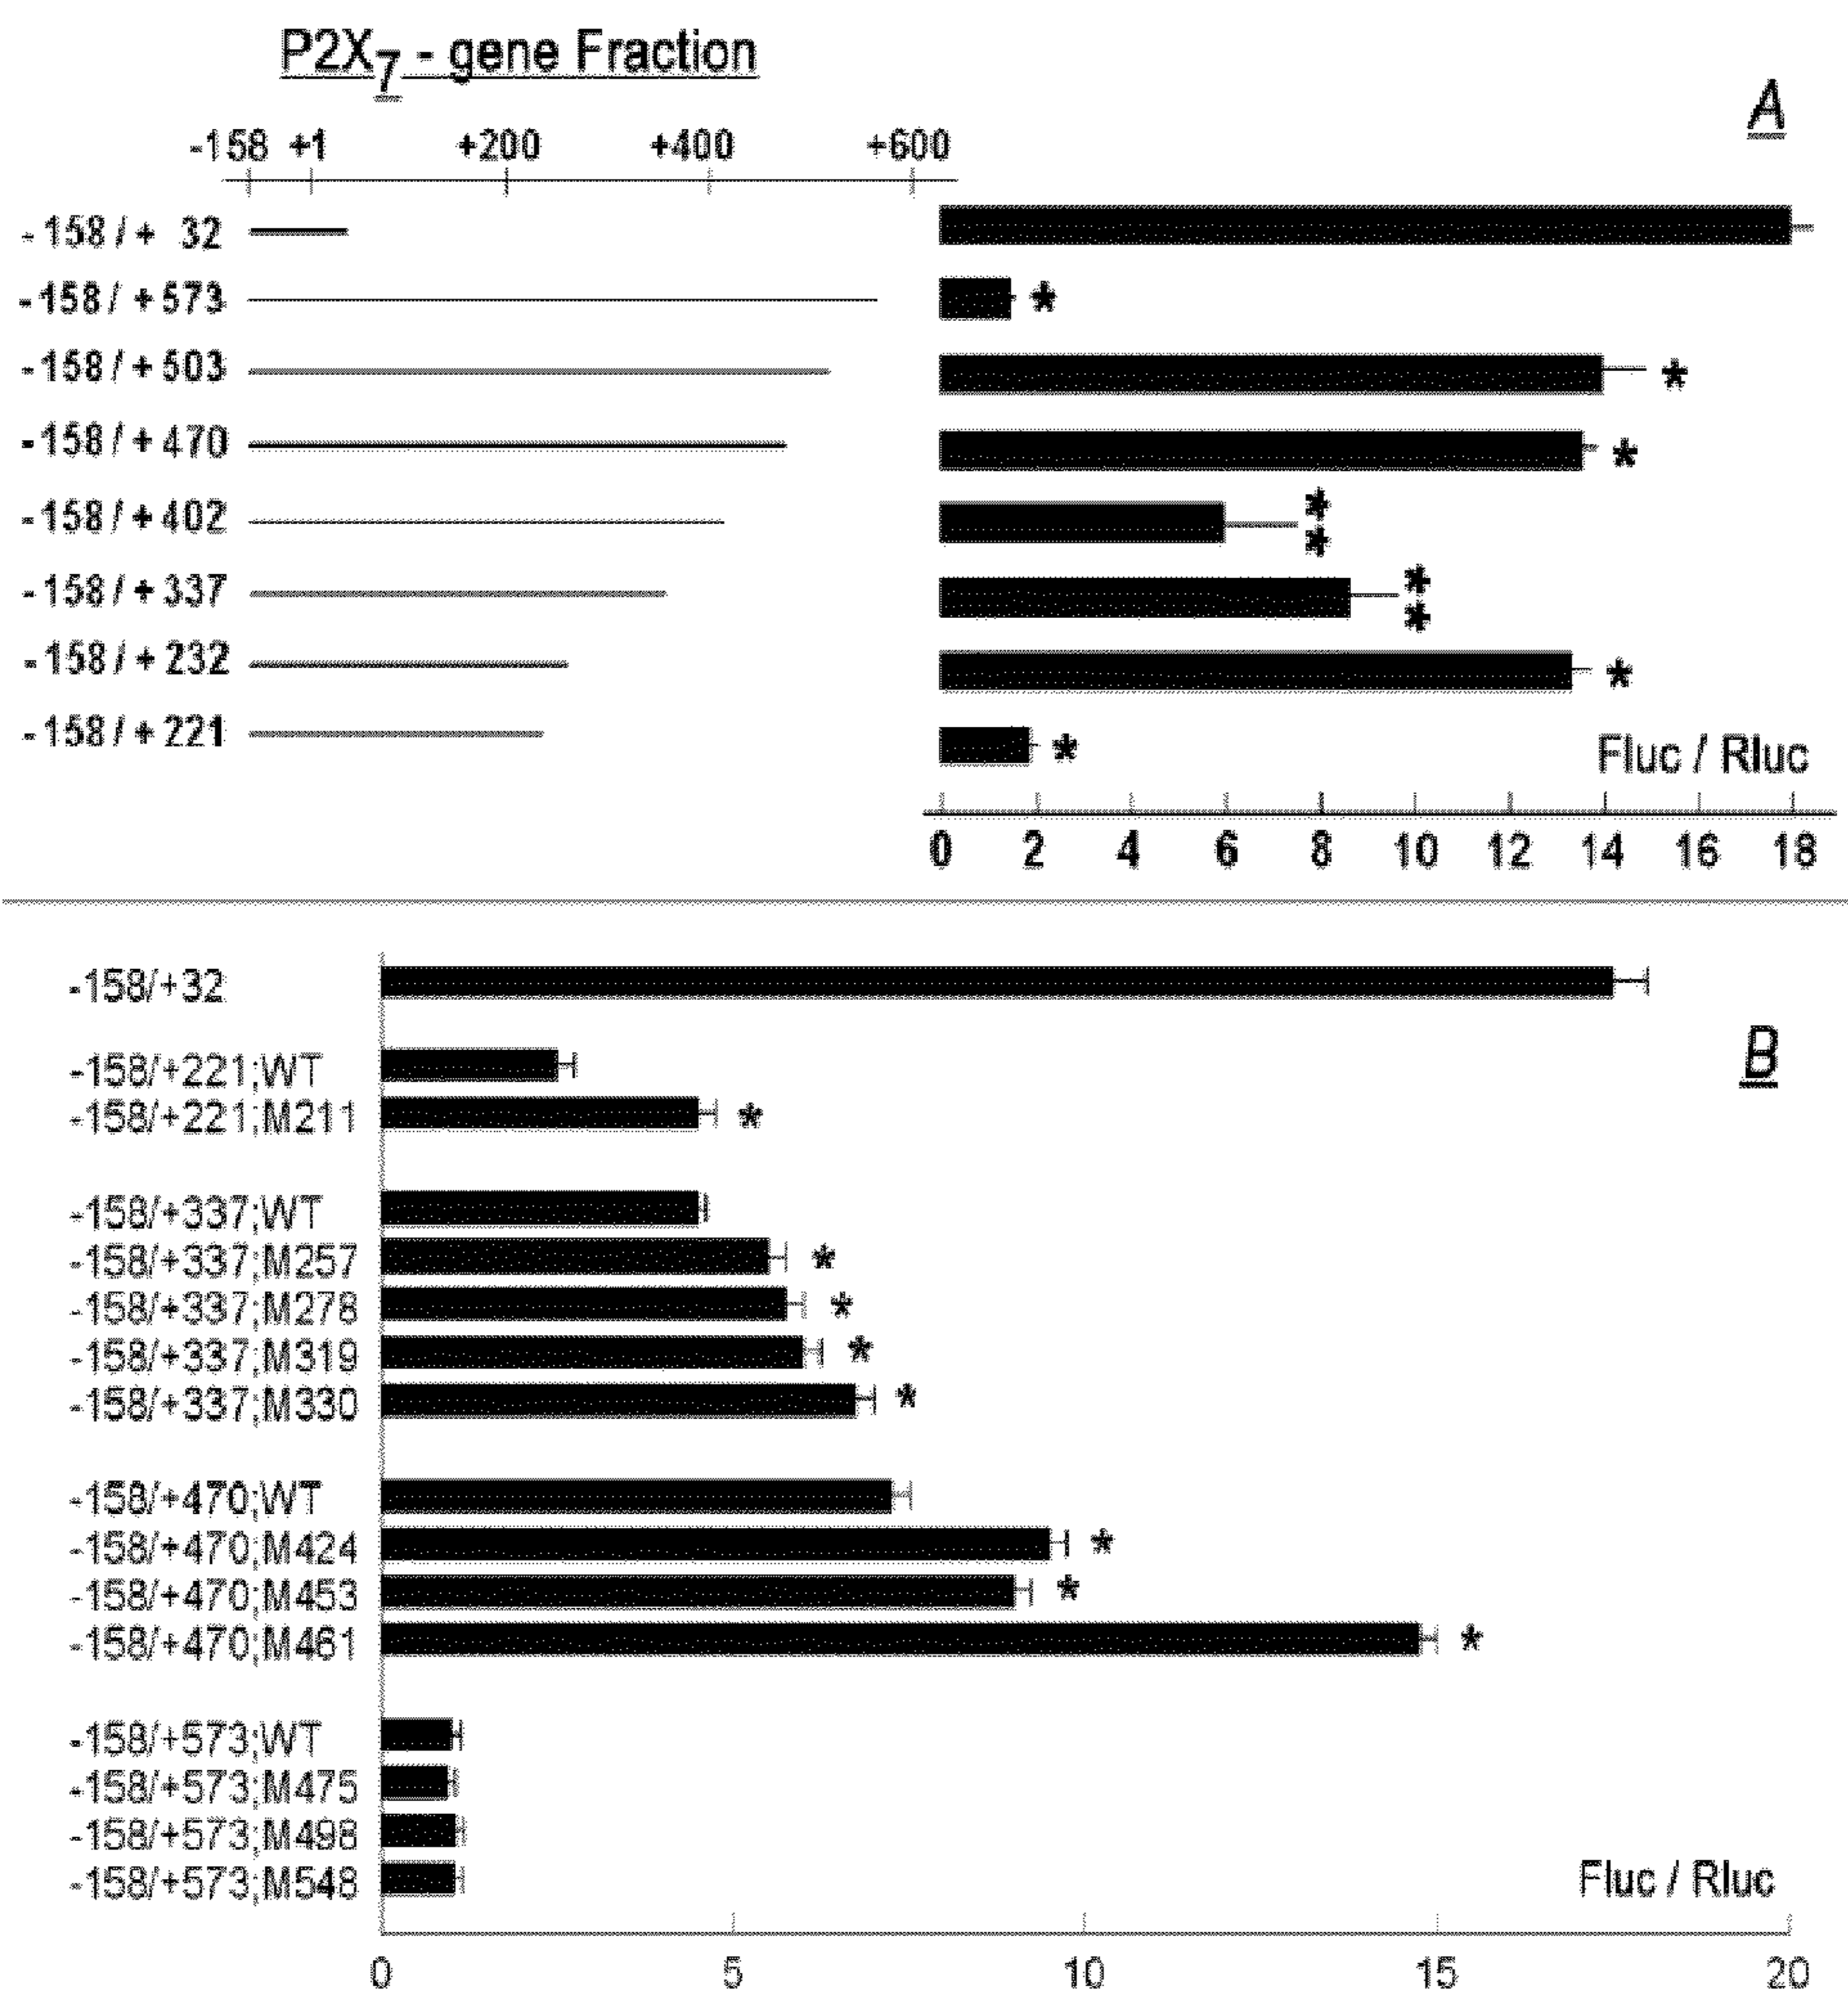 P2X7 - gene Fraction
A
-158 +1 +200 +400 +600
-158 / + 32
-158 / + 573 *
-158 / + 503 *
-158 / + 470 *
-158 / + 402 **
-158 / + 337 **
-158 / + 232 *
-158 / + 221 *
Fluc / Rluc
0 2 4 6 8 10 12 14 16 18
-158/+32
B
-158/+221;WT
-158/+221;M211 *
-158/+337;WT
-158/+337;M257 *
-158/+337;M278 *
-158/+337;M319 *
-158/+337;M330 *
-158/+470;WT
-158/+470;M424 *
-158/+470;M453 *
-158/+470;M461 *
-158/+573;WT
-158/+573;M475
-158/+573;M498
-158/+573;M548
Fluc / Rluc
0 5 10 15 20